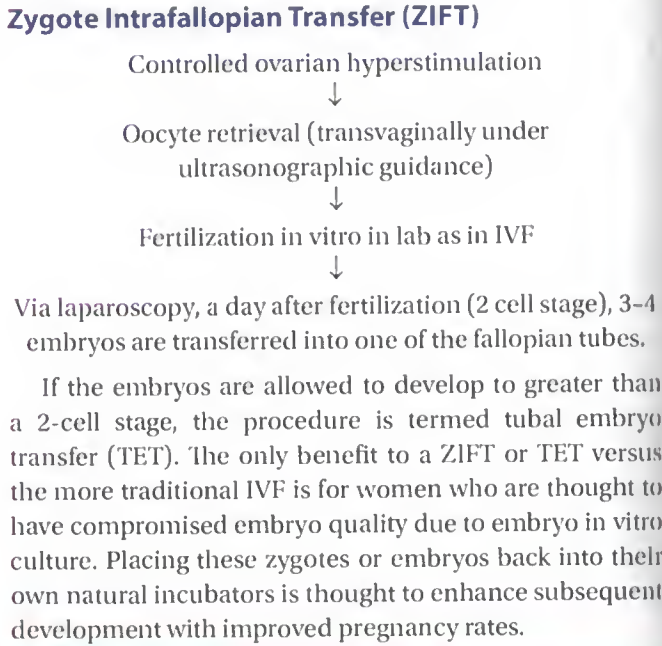 Zygote Intrafallopian Transfer (ZIFT)
Controlled ovarian hyperstimulation
↓
Oocyte retrieval (transvaginally under
ultrasonographic guidance)
↓
Fertilization in vitro in lab as in IVF
↓
Via laparoscopy, a day after fertilization (2 cell stage), 3–4
embryos are transferred into one of the fallopian tubes.
If the embryos are allowed to develop to greater than
a 2-cell stage, the procedure is termed tubal embryo
transfer (TET). The only benefit to a ZIFT or TET versus
the more traditional IVF is for women who are thought to
have compromised embryo quality due to embryo in vitro
culture. Placing these zygotes or embryos back into their
own natural incubators is thought to enhance subsequent
development with improved pregnancy rates.